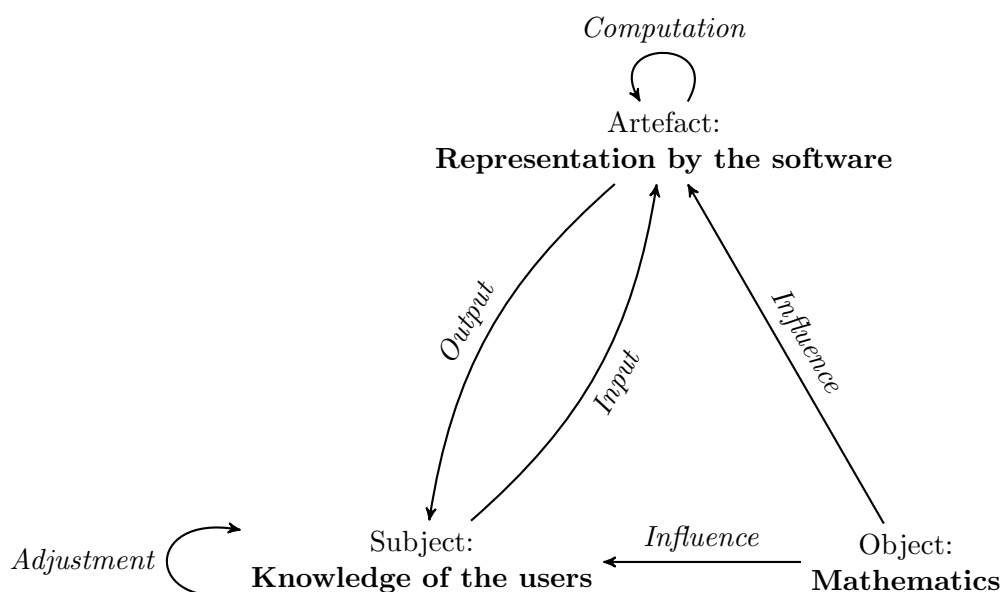 Computation
Artefact:
Representation by the software
Output
Input
Influence
Adjustment
Subject:
Knowledge of the users
Influence
Object:
Mathematics